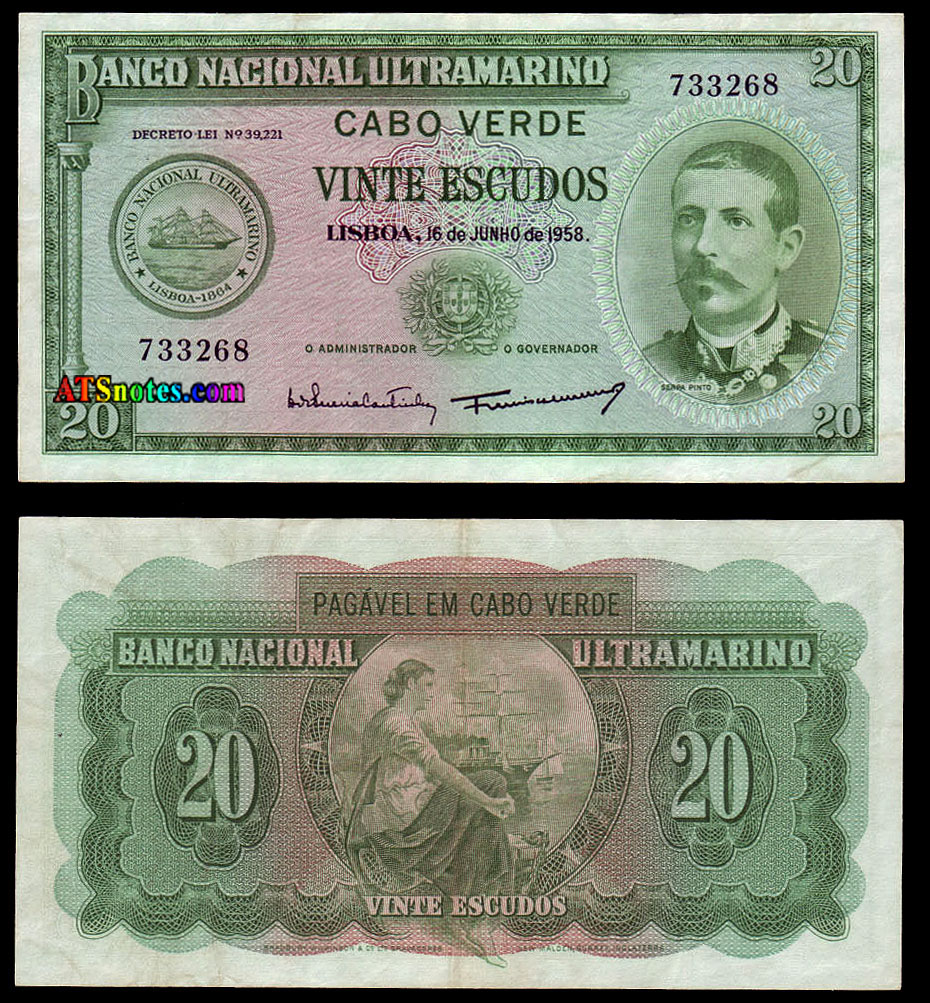 BANCO NACIONAL ULTRAMARINO
733268
20
CABO VERDE
DECRETO-LEI Nº 39,221
VINTE ESCUDOS
LISBOA, 16 de JUNHO de 1958.
BANCO NACIONAL ULTRAMARINO
LISBOA-1864
733268
O ADMINISTRADOR
O GOVERNADOR
SERPA PINTO
ATSnotes.com
20
20
PAGÁVEL EM CABO VERDE
BANCO NACIONAL ULTRAMARINO
20
20
VINTE ESCUDOS